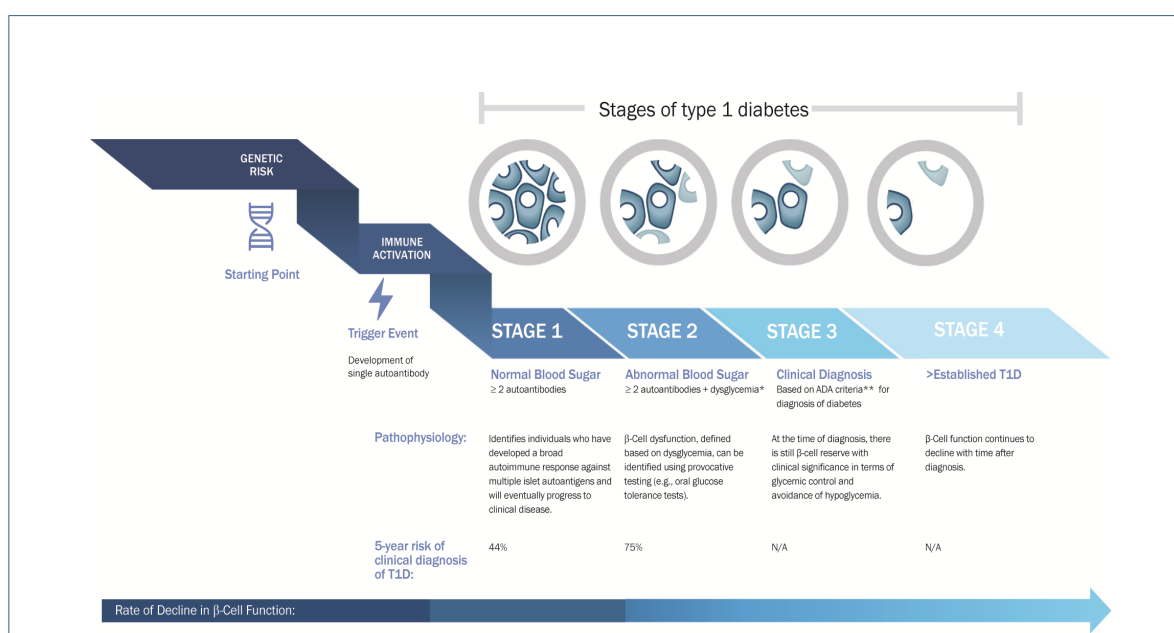 Stages of type 1 diabetes
GENETIC
RISK
Starting Point
IMMUNE
ACTIVATION
Trigger Event
Development of
single autoantibody
STAGE 1
STAGE 2
STAGE 3
STAGE 4
Normal Blood Sugar
≥ 2 autoantibodies
Abnormal Blood Sugar
≥ 2 autoantibodies + dysglycemia*
Clinical Diagnosis
Based on ADA criteria** for
diagnosis of diabetes
>Established T1D
Pathophysiology:
Identifies individuals who have
developed a broad
autoimmune response against
multiple islet autoantigens and
will eventually progress to
clinical disease.
β-Cell dysfunction, defined
based on dysglycemia, can be
identified using provocative
testing (e.g., oral glucose
tolerance tests).
At the time of diagnosis, there
is still β-cell reserve with
clinical significance in terms of
glycemic control and
avoidance of hypoglycemia.
β-Cell function continues to
decline with time after
diagnosis.
5-year risk of
clinical diagnosis
of T1D:
44%
75%
N/A
N/A
Rate of Decline in β-Cell Function: